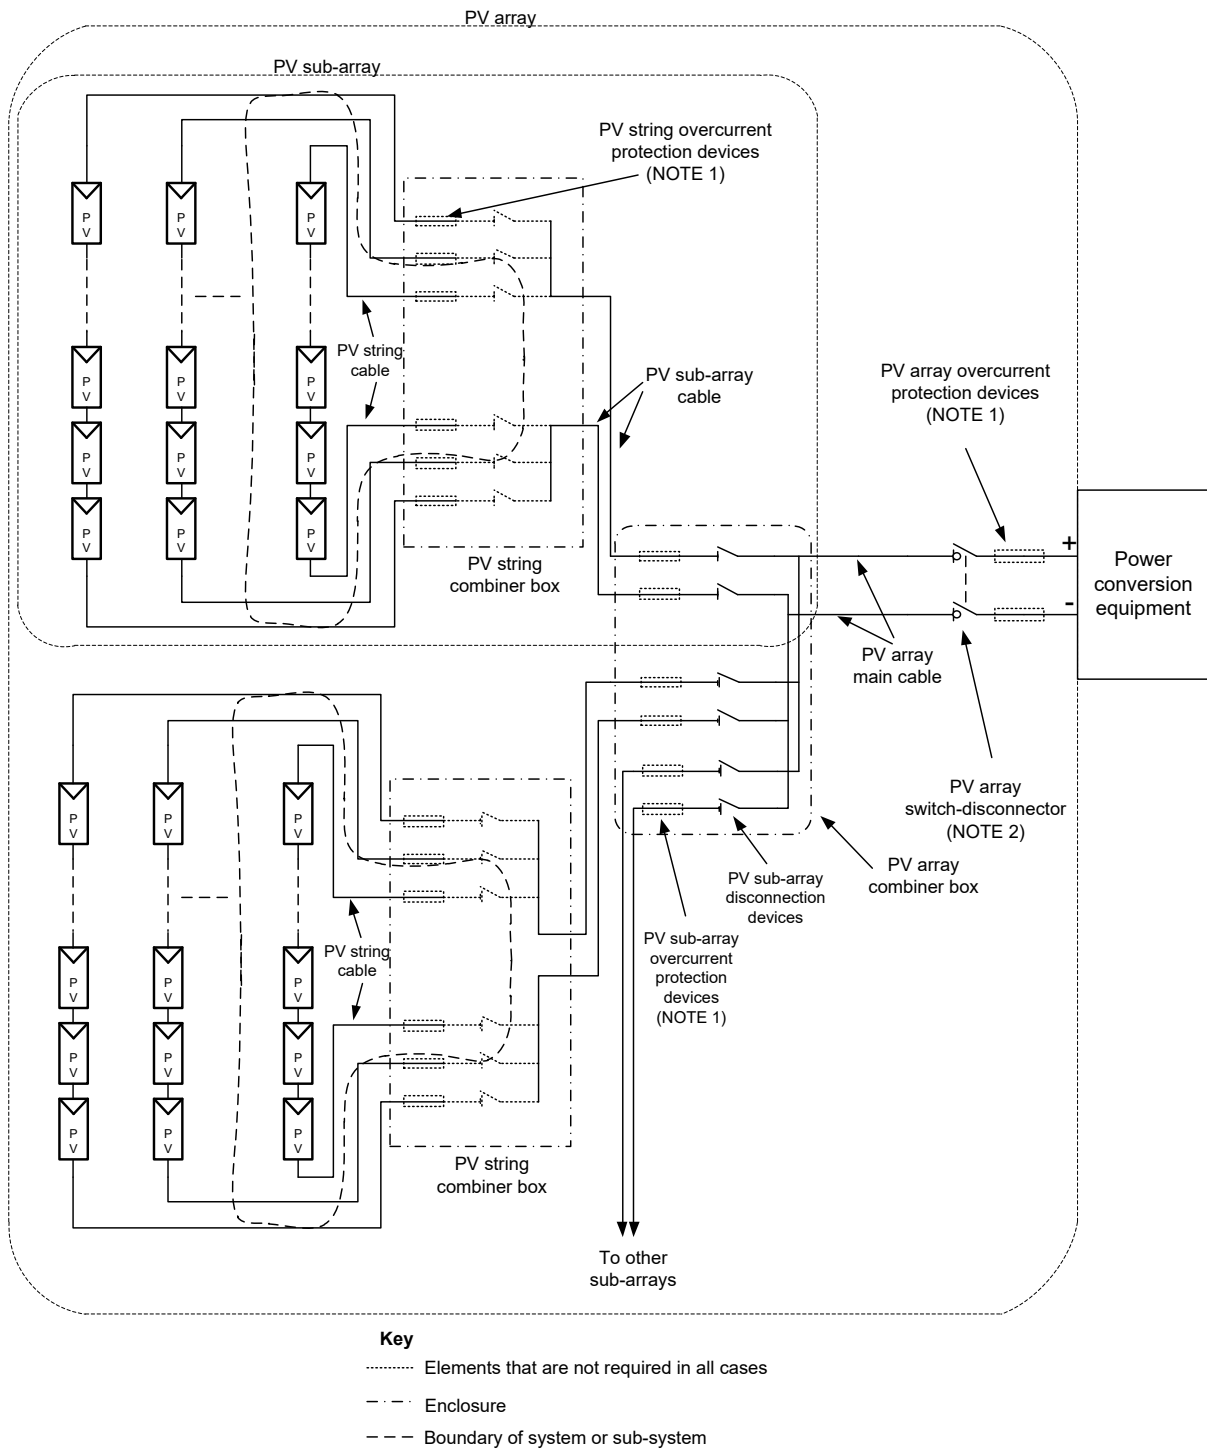 PV array
PV sub-array
PV string overcurrent
protection devices
(NOTE 1)
P
V
P
V
P
V
PV string
cable
P
V
P
V
P
V
P
V
P
V
P
V
P
V
P
V
P
V
PV sub-array
cable
PV array overcurrent
protection devices
(NOTE 1)
PV string
combiner box
+
-
Power
conversion
equipment
PV array
main cable
PV array
switch-disconnector
(NOTE 2)
PV array
combiner box
PV sub-array
disconnection
devices
PV sub-array
overcurrent
protection
devices
(NOTE 1)
P
V
P
V
P
V
PV string
cable
P
V
P
V
P
V
P
V
P
V
P
V
P
V
P
V
P
V
PV string
combiner box
To other
sub-arrays
Key
Elements that are not required in all cases
Enclosure
Boundary of system or sub-system